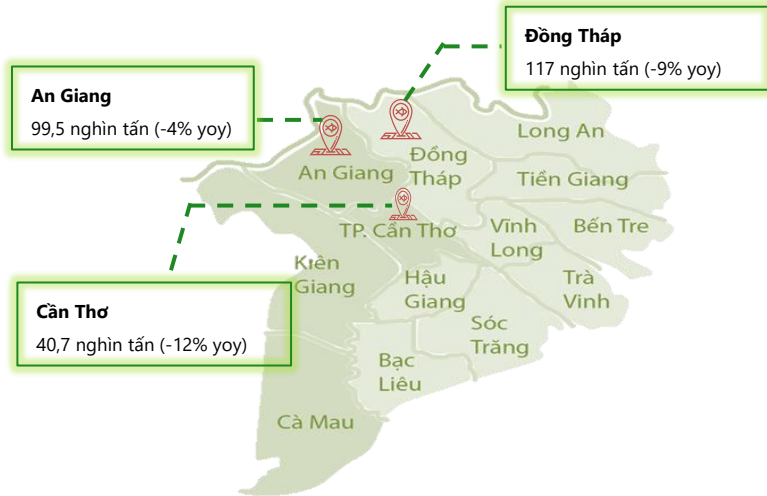 Đồng Tháp
117 nghìn tấn (-9% yoy)
An Giang
99,5 nghìn tấn (-4% yoy)
Long An
Đồng
Tháp
An Giang
Tiền Giang
TP. Cần Thơ
Vĩnh
Long
Bến Tre
Kiên
Giang
Hậu
Giang
Trà
Vinh
Cần Thơ
40,7 nghìn tấn (-12% yoy)
Sóc
Trăng
Bạc
Liêu
Cà Mau